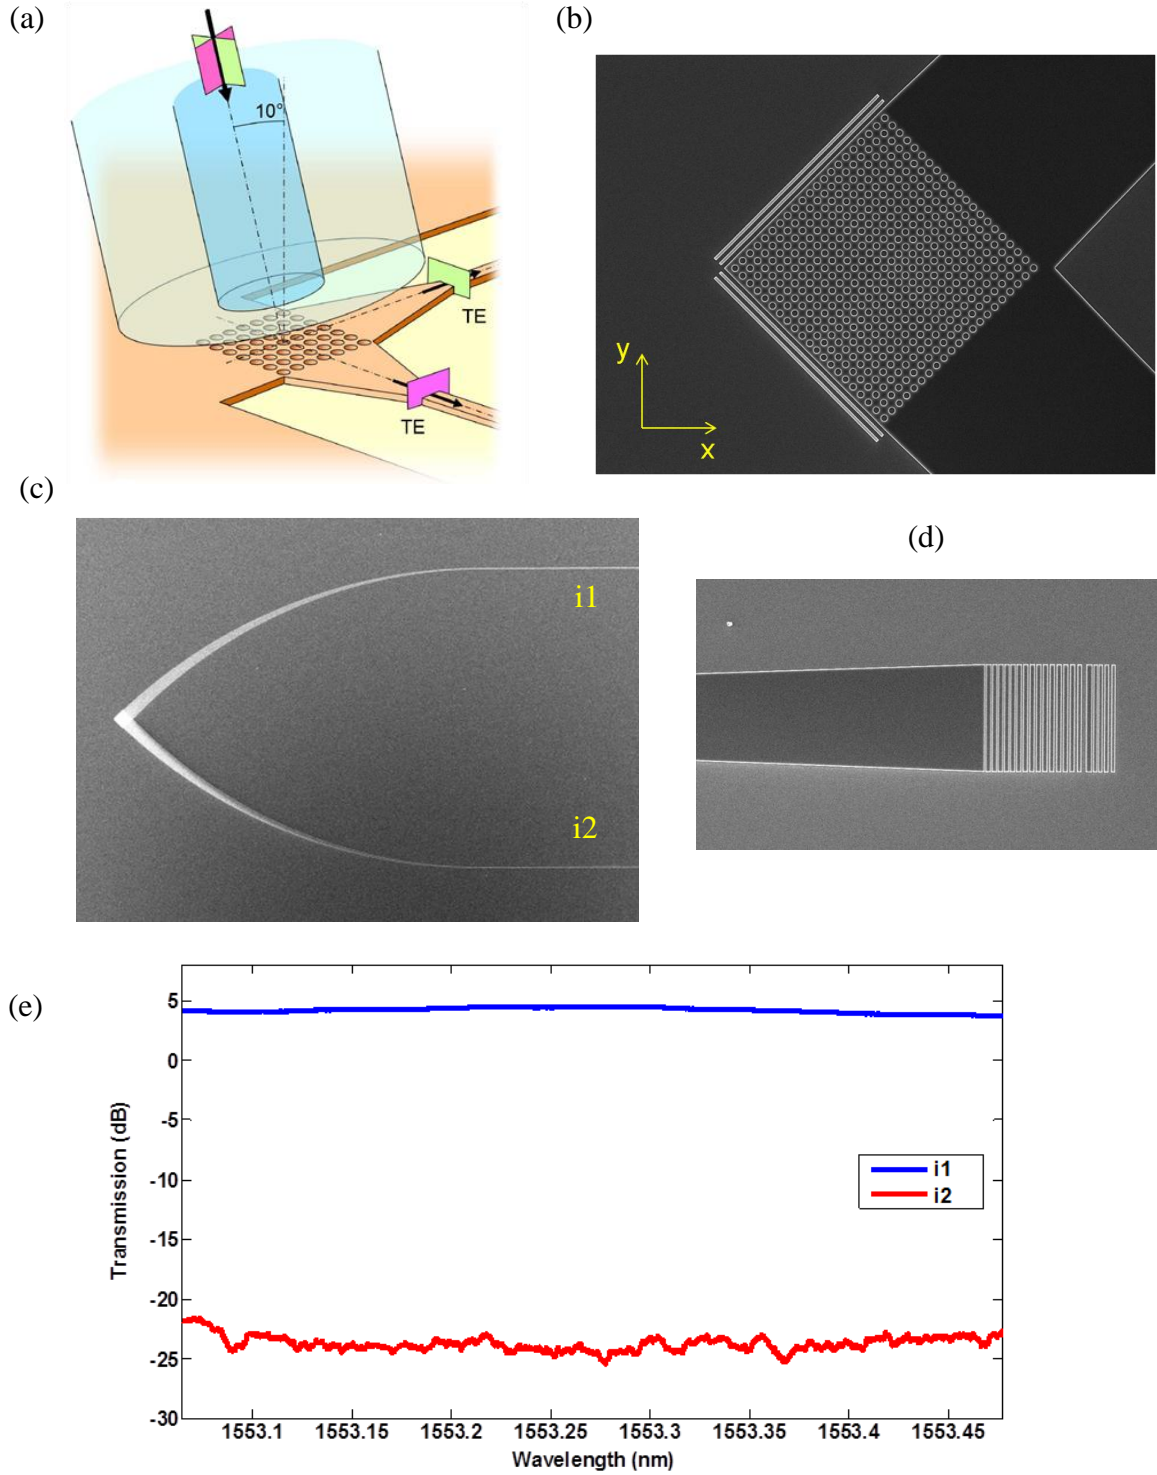 (a)
10°
TE
TE
(b)
y
x
(c)
i1
i2
(d)
(e)
Transmission (dB)
5
0
-5
-10
-15
-20
-25
-30
i1
i2
1553.1 1553.15 1553.2 1553.25 1553.3 1553.35 1553.4 1553.45
Wavelength (nm)